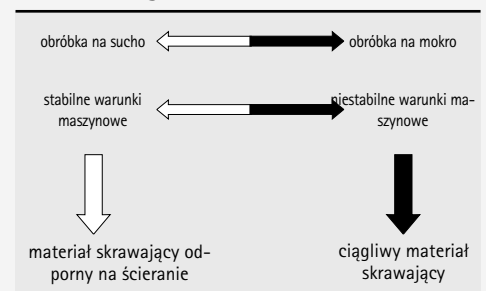 obróbka na sucho
obróbka na mokro
stabilne warunki
maszynowe
niestabilne warunki ma-
szynowe
materiał skrawający od-
porny na ścieranie
ciągliwy materiał
skrawający